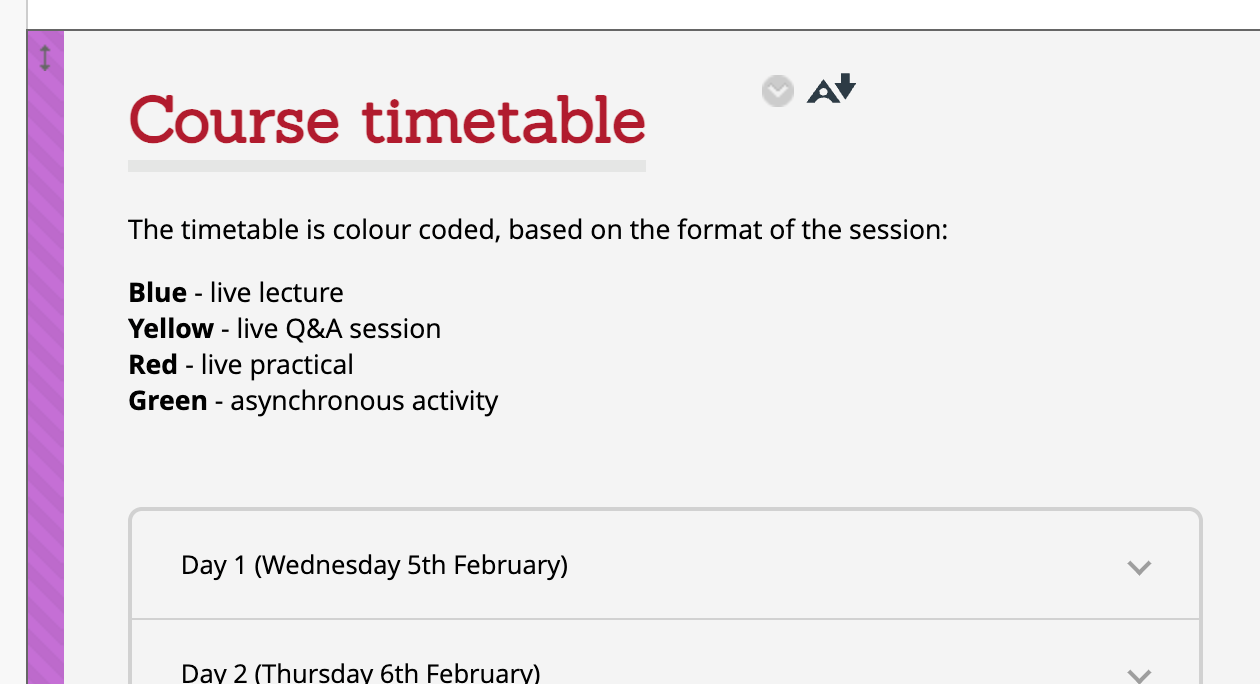 Course timetable
The timetable is colour coded, based on the format of the session:
Blue - live lecture
Yellow - live Q&A session
Red - live practical
Green - asynchronous activity
Day 1 (Wednesday 5th February)
Day 2 (Thursday 6th February)